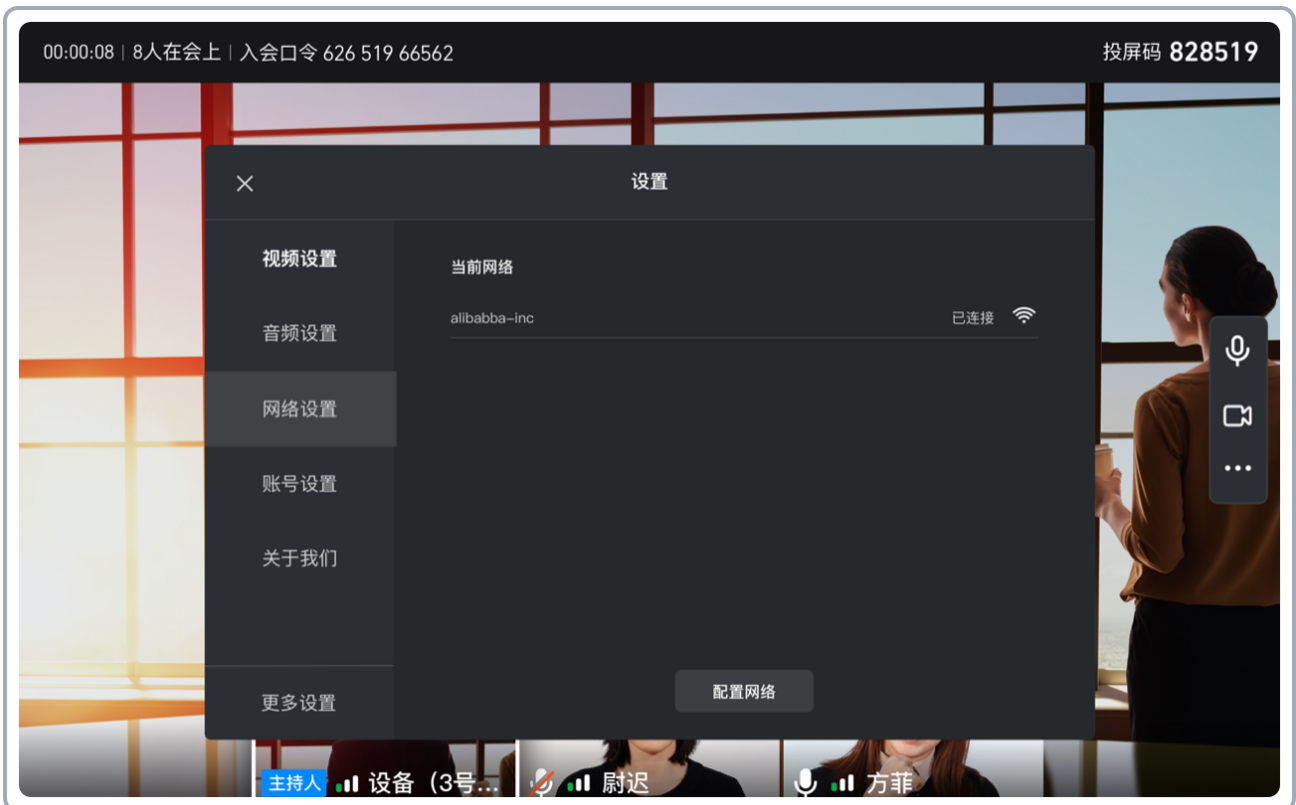 00:00:08 | 8人在会上 | 入会口令 626 519 66562
投屏码 828519
设置
视频设置
音频设置
网络设置
账号设置
关于我们
更多设置
当前网络
alibabba-inc 已连接
配置网络
主持人 设备（3号...
尉迟
方菲